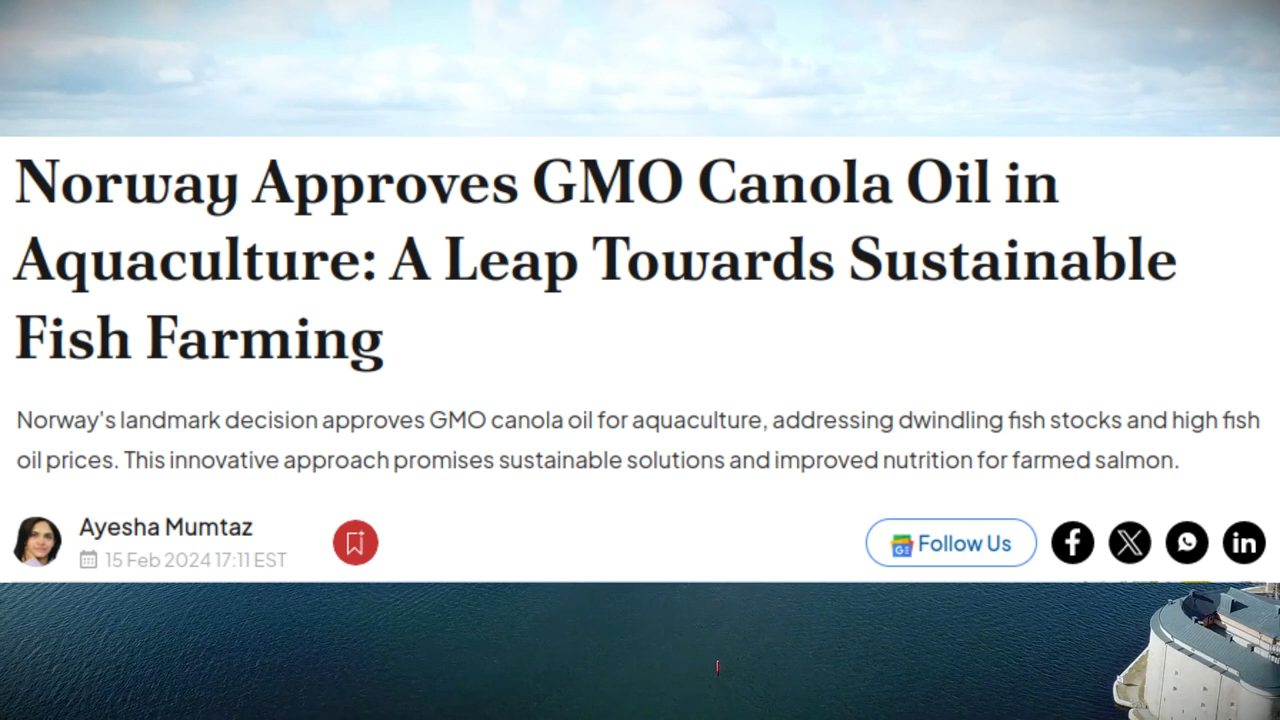 Norway Approves GMO Canola Oil in
Aquaculture: A Leap Towards Sustainable
Fish Farming
Norway's landmark decision approves GMO canola oil for aquaculture, addressing dwindling fish stocks and high fish
oil prices. This innovative approach promises sustainable solutions and improved nutrition for farmed salmon.
Ayesha Mumtaz
15 Feb 2024 17:11 EST
Follow Us